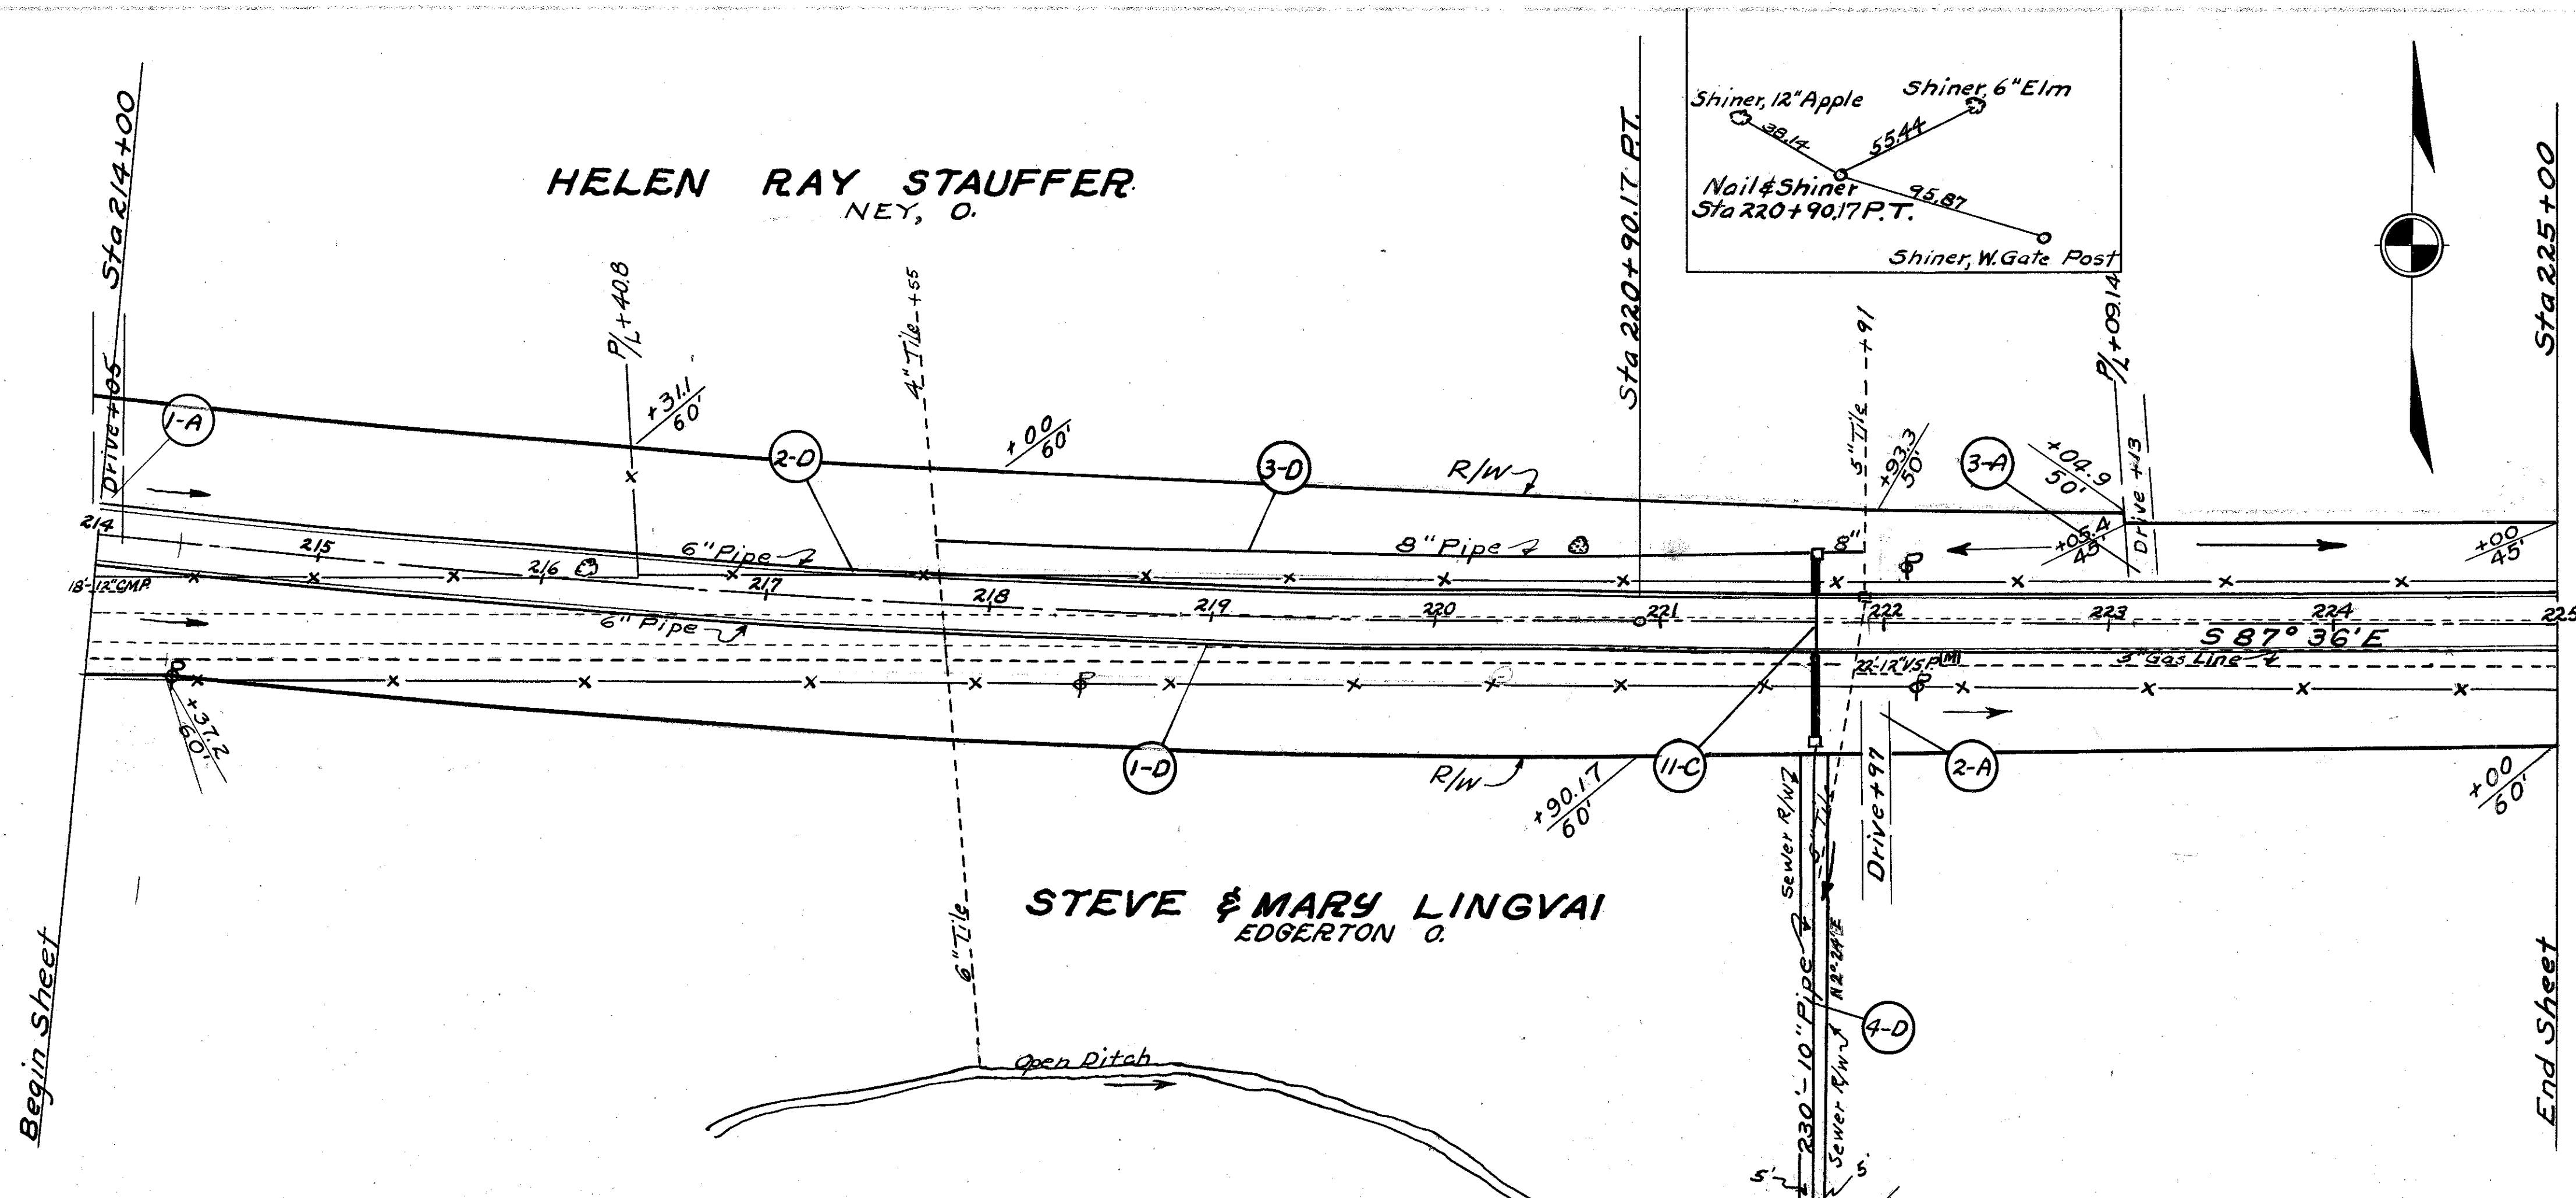 Shiner, 12" Apple
Shiner, 6" Elm
38.14
55.44
95.87
Nail & Shiner
Sta 220+90.17 P.T.
Shiner, W. Gate Post
Sta 214+00
HELEN RAY STAUFFER
NEY, O.
Sta 220+90.17 P.T.
Sta 225+00
Drive +05
P/L +40.8
4" Tile +55
5" Tile +91
P/L +09.14
1-A
+31.1
60'
2-D
+00
60'
3-D
R/W
+93.3
50'
3-A
+04.9
50'
Drive +13
+05.4
45'
+00
45'
214
215
216
217
218
219
220
221
222
223
224
225
6" Pipe
8" Pipe
8"
18'-12" C.M.P.
6" Pipe
S 87° 36' E
22'-12" V.S.P.
M
3" Gas Line
+37.2
60'
1-D
R/W
+90.17
60'
11-C
2-A
+00
60'
Sewer R/W
5" Tile
Drive +97
STEVE & MARY LINGVAI
EDGERTON O.
6" Tile
N 2°-24' E
230'-10" Pipe
4-D
Sewer R/W
Open Ditch
5'
5'
Begin Sheet
End Sheet